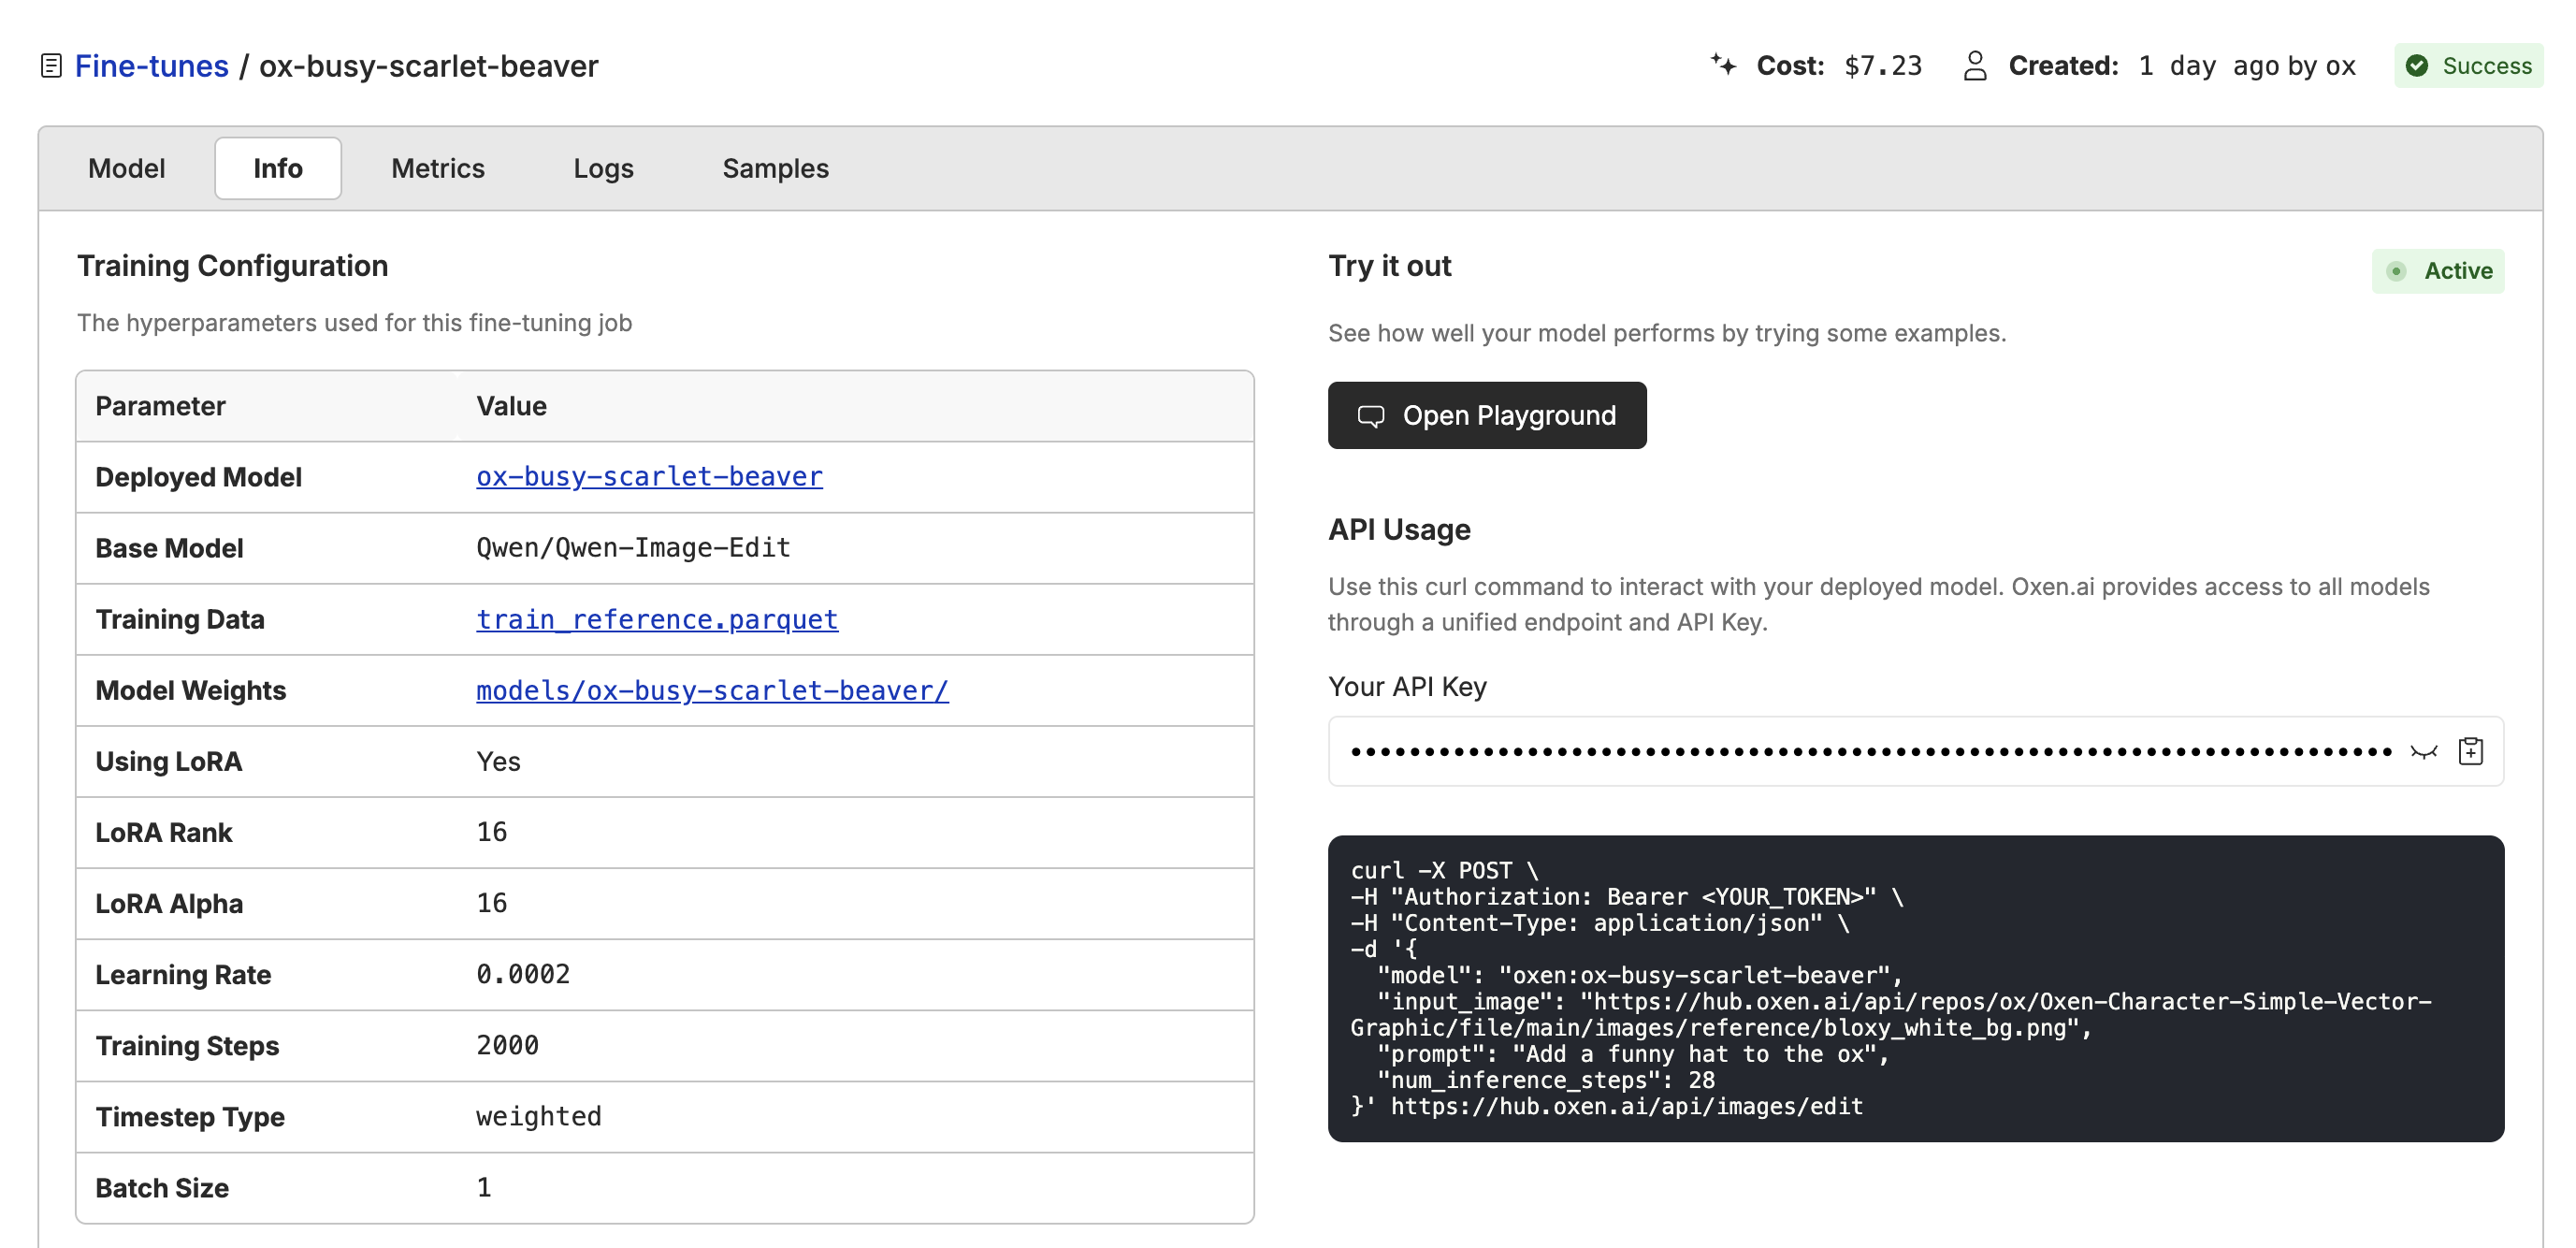 Fine-tunes / ox-busy-scarlet-beaver
Cost: $7.23 Created: 1 day ago by ox Success
Model Info Metrics Logs Samples
Training Configuration
The hyperparameters used for this fine-tuning job
Parameter Value
Deployed Model ox-busy-scarlet-beaver
Base Model Qwen/Qwen-Image-Edit
Training Data train_reference.parquet
Model Weights models/ox-busy-scarlet-beaver/
Using LoRA Yes
LoRA Rank 16
LoRA Alpha 16
Learning Rate 0.0002
Training Steps 2000
Timestep Type weighted
Batch Size 1
Try it out Active
See how well your model performs by trying some examples.
Open Playground
API Usage
Use this curl command to interact with your deployed model. Oxen.ai provides access to all models
through a unified endpoint and API Key.
Your API Key
curl -X POST \
-H "Authorization: Bearer <YOUR_TOKEN>" \
-H "Content-Type: application/json" \
-d '{
"model": "oxen:ox-busy-scarlet-beaver",
"input_image": "https://hub.oxen.ai/api/repos/ox/Oxen-Character-Simple-Vector-
Graphic/file/main/images/reference/bloxy_white_bg.png",
"prompt": "Add a funny hat to the ox",
"num_inference_steps": 28
}' https://hub.oxen.ai/api/images/edit